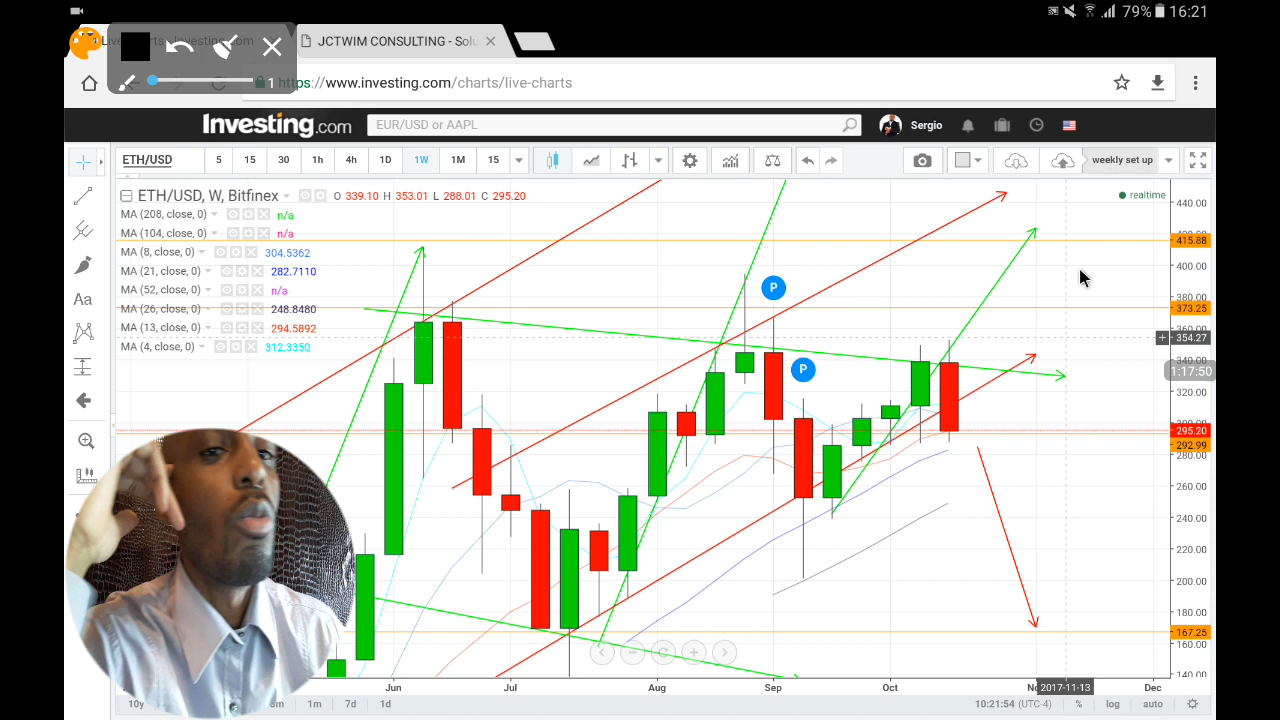 79% 16:21
Live Charts - Investing.com
JCTWIM CONSULTING - Solu
1
https://www.investing.com/charts/live-charts
Investing.com
EUR/USD or AAPL
Sergio
ETH/USD 5 15 30 1h 4h 1D 1W 1M 15
weekly set up
ETH/USD, W, Bitfinex O 339.10 H 353.01 L 288.01 C 295.20
realtime
MA (208, close, 0) n/a
MA (104, close, 0) n/a
MA (8, close, 0) 304.5362
MA (21, close, 0) 282.7110
MA (52, close, 0) n/a
MA (26, close, 0) 248.8480
MA (13, close, 0) 294.5892
MA (4, close, 0) 312.3350
Aa
P
P
440.00
415.88
400.00
380.00
373.25
360.00
354.27
340.00
1:17:50
320.00
295.20
292.99
280.00
260.00
240.00
220.00
200.00
180.00
167.25
160.00
140.00
Jun Jul Aug Sep Oct 2017-11-13 Dec
10y 1m 7d 1d
10:21:54 (UTC-4) % log auto